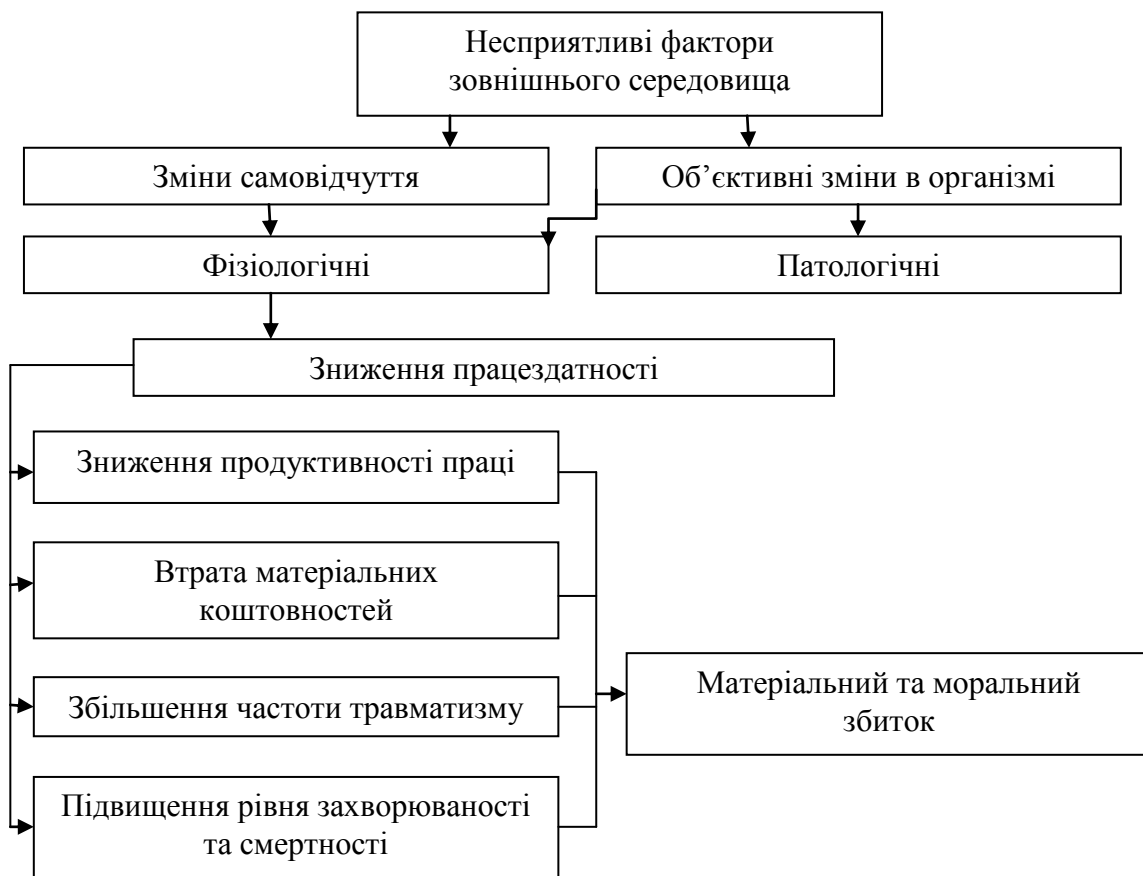 Несприятливі фактори
зовнішнього середовища
Зміни самовідчуття
Об’єктивні зміни в організмі
Фізіологічні
Патологічні
Зниження працездатності
Зниження продуктивності праці
Втрата матеріальних
коштовностей
Збільшення частоти травматизму
Матеріальний та моральний
збиток
Підвищення рівня захворюваності
та смертності